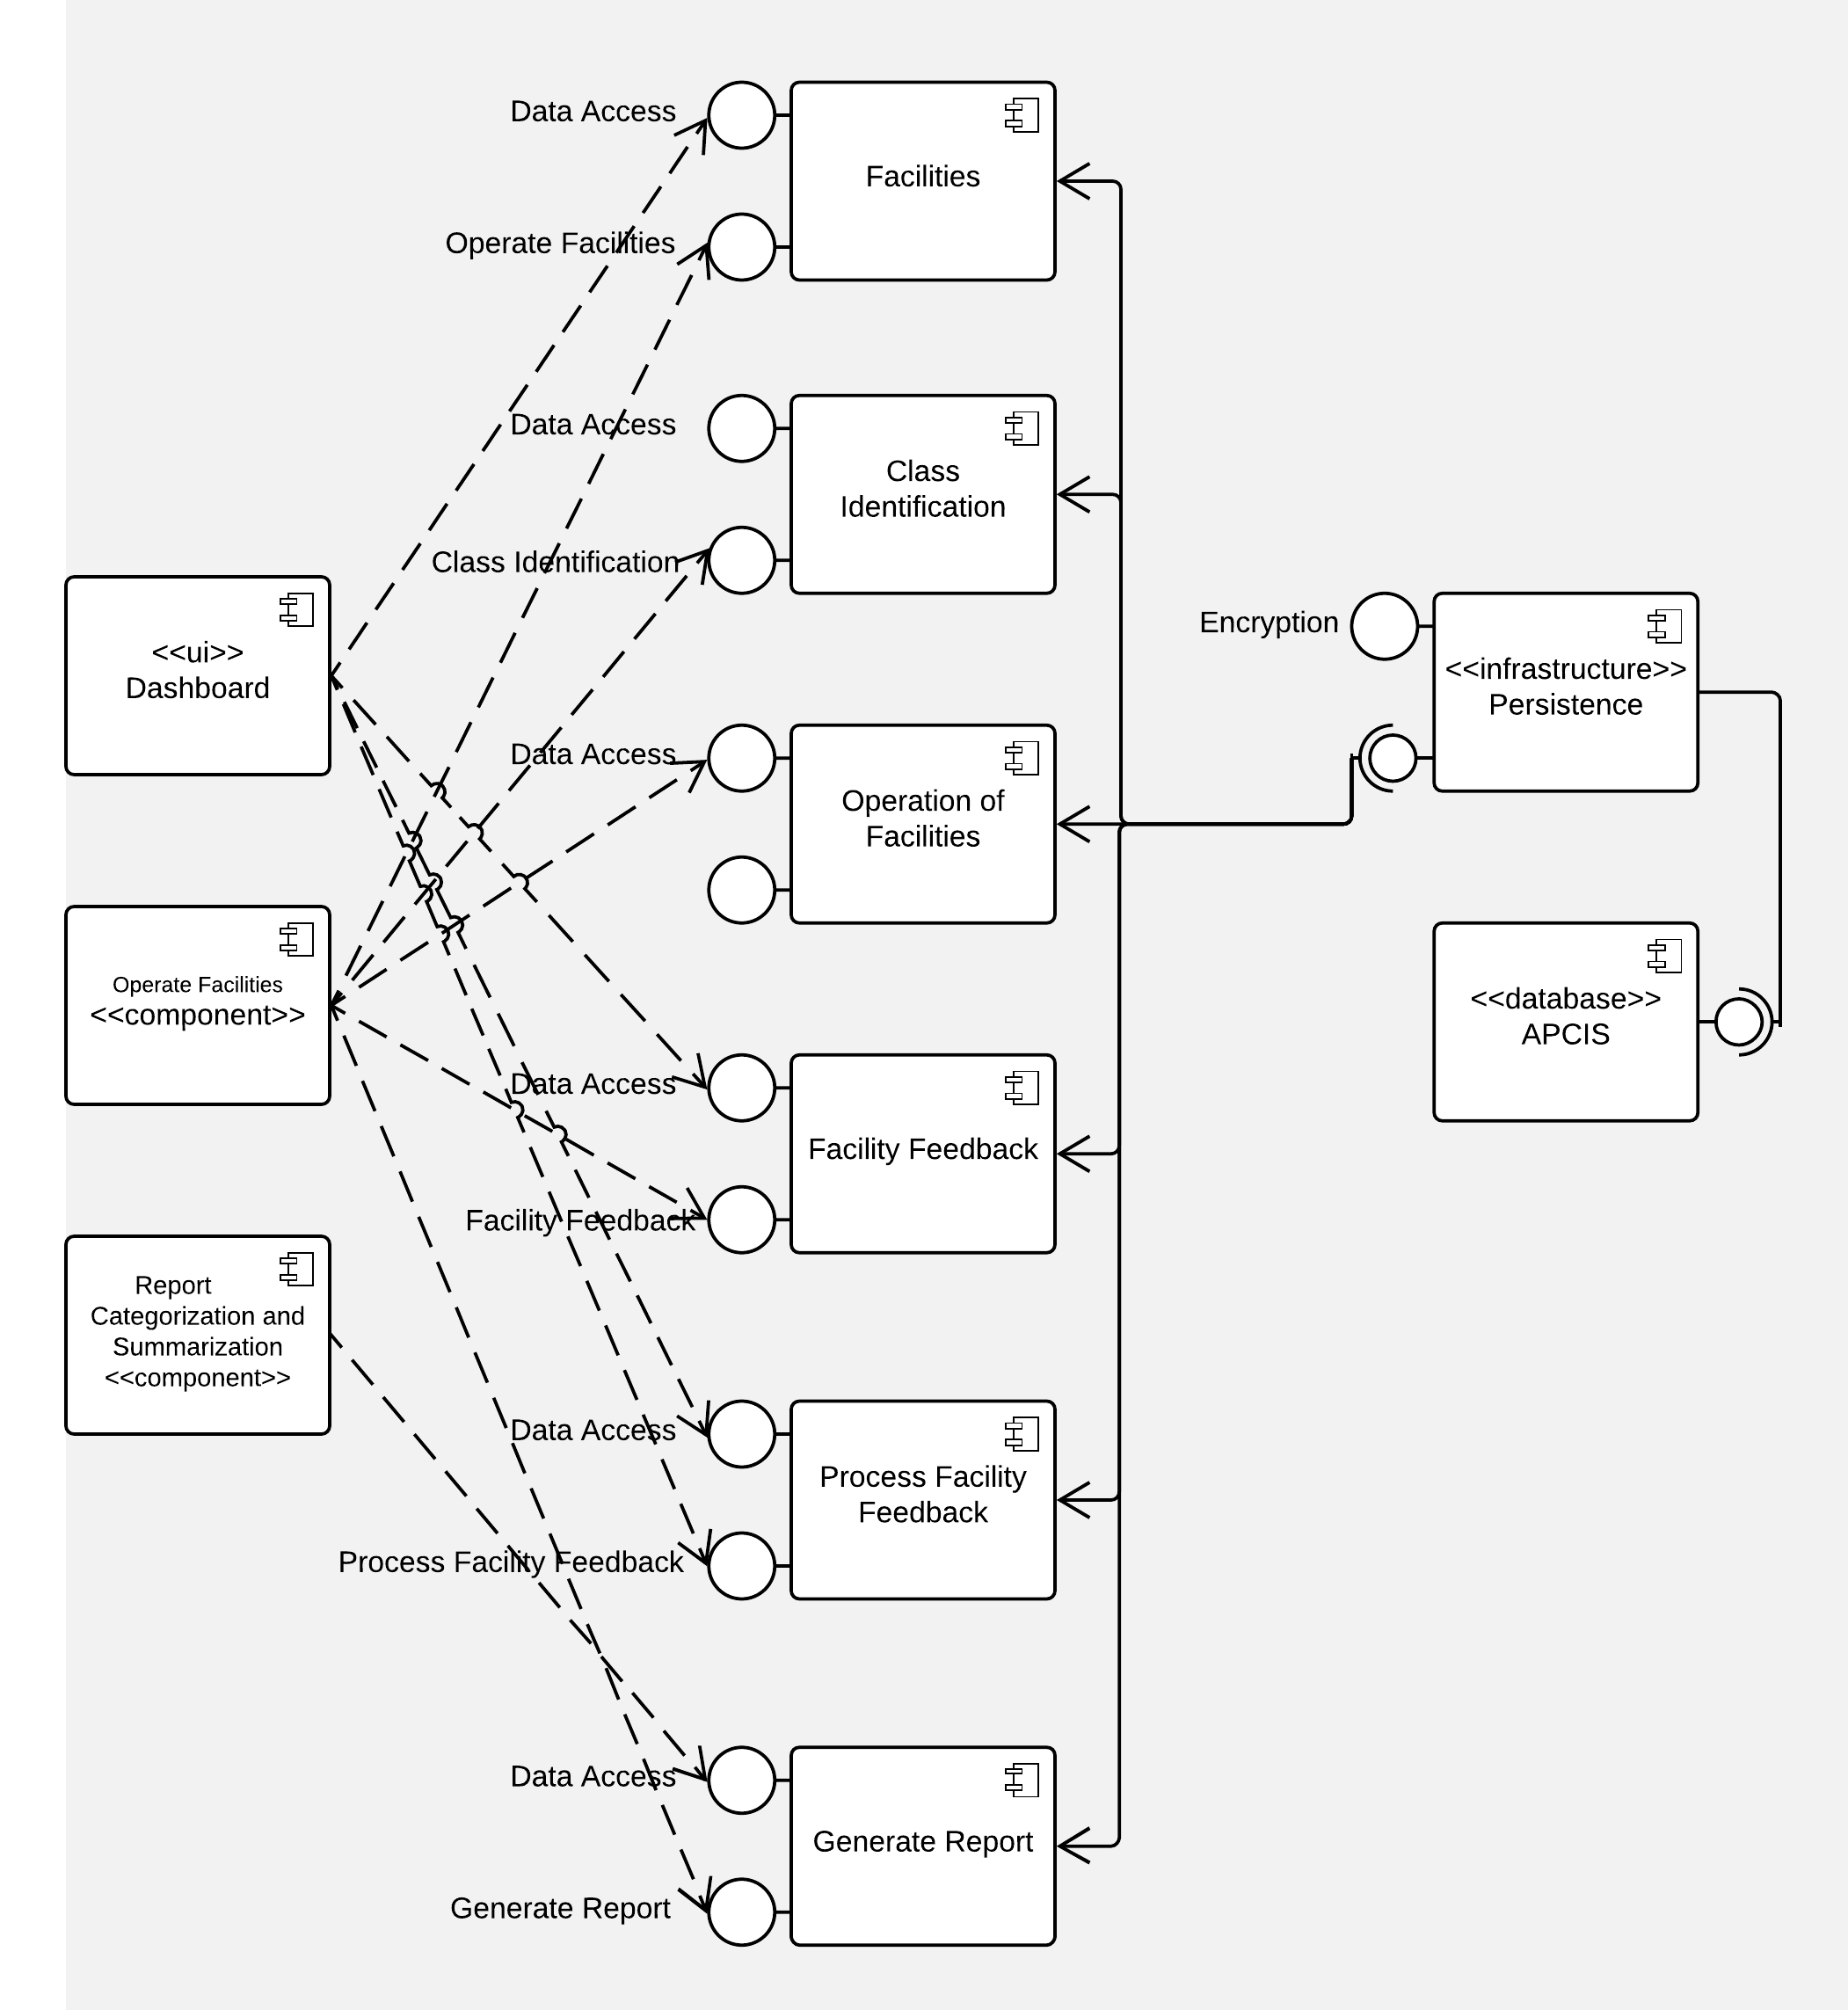 Data Access
Facilities
Operate Facilities
Data Access
Class
Identification
Class Identification
<<ui>>
Dashboard
Encryption
<<infrastructure>>
Persistence
Data Access
Operation of
Facilities
Operate Facilities
<<component>>
<<database>>
APCIS
Data Access
Facility Feedback
Facility Feedback
Report
Categorization and
Summarization
<<component>>
Data Access
Process Facility
Feedback
Process Facility Feedback
Data Access
Generate Report
Generate Report